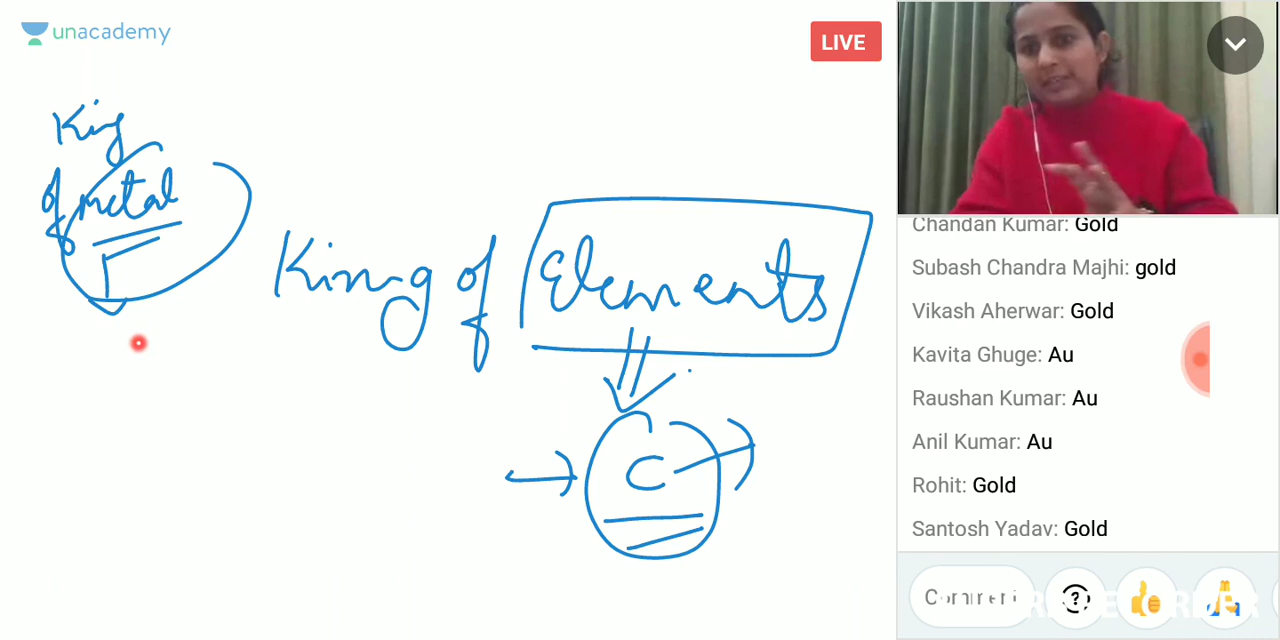 unacademy
LIVE
King
of metal
King of Elements
C
Chandan Kumar: Gold
Subash Chandra Majhi: gold
Vikash Aherwar: Gold
Kavita Ghuge: Au
Raushan Kumar: Au
Anil Kumar: Au
Rohit: Gold
Santosh Yadav: Gold